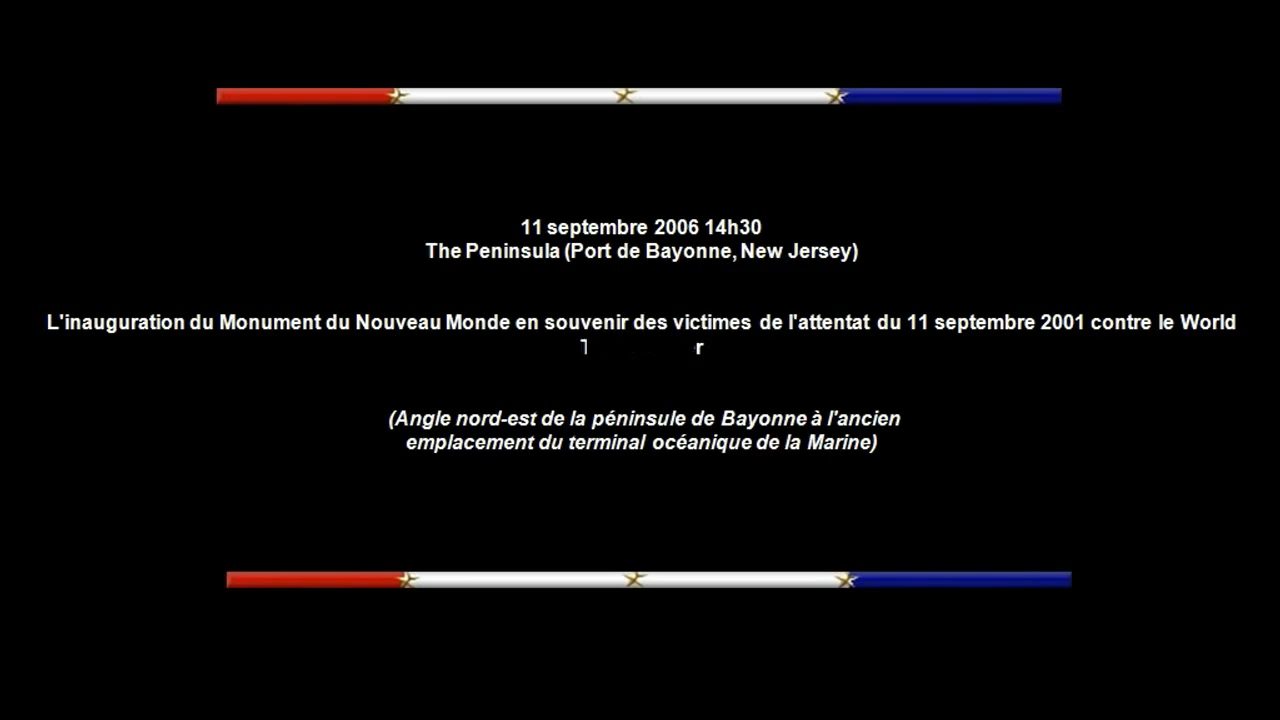 11 septembre 2006 14h30
The Peninsula (Port de Bayonne, New Jersey)
L'inauguration du Monument du Nouveau Monde en souvenir des victimes de l'attentat du 11 septembre 2001 contre le World
(Angle nord-est de la péninsule de Bayonne à l'ancien
emplacement du terminal océanique de la Marine)